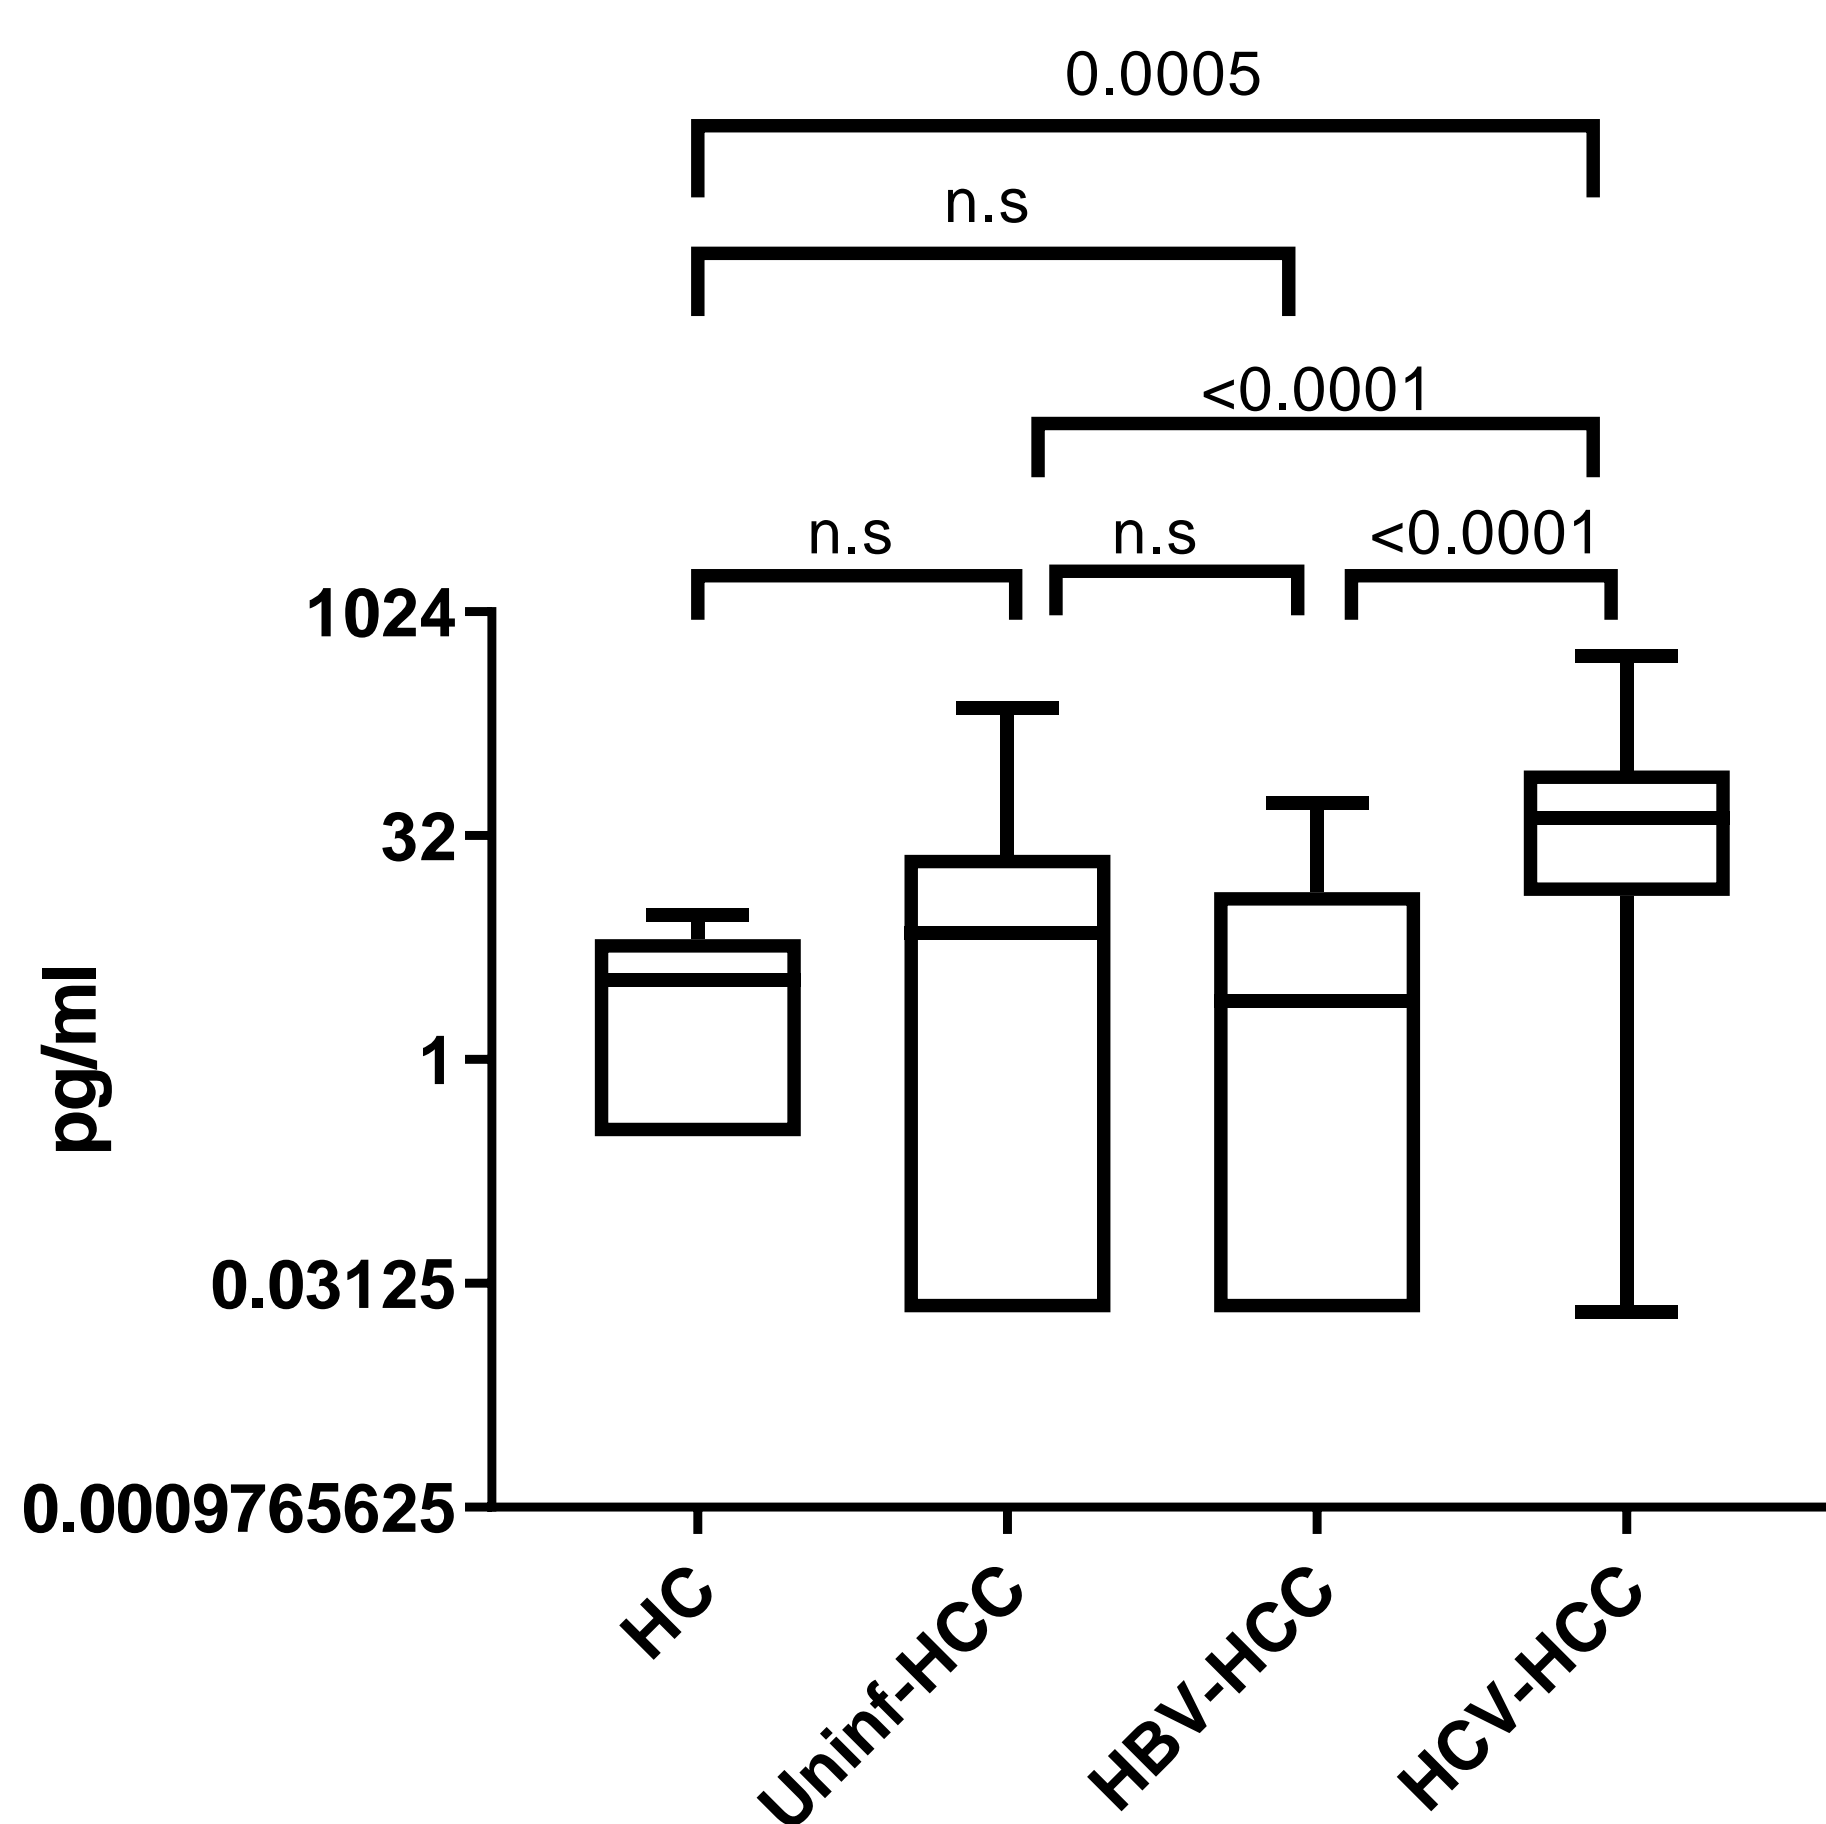 0.0005
n.s
<0.0001
n.s n.s <0.0001
1024
32
1
0.03125
0.0009765625
pg/ml
HC Uninf-HCC HBV-HCC HCV-HCC